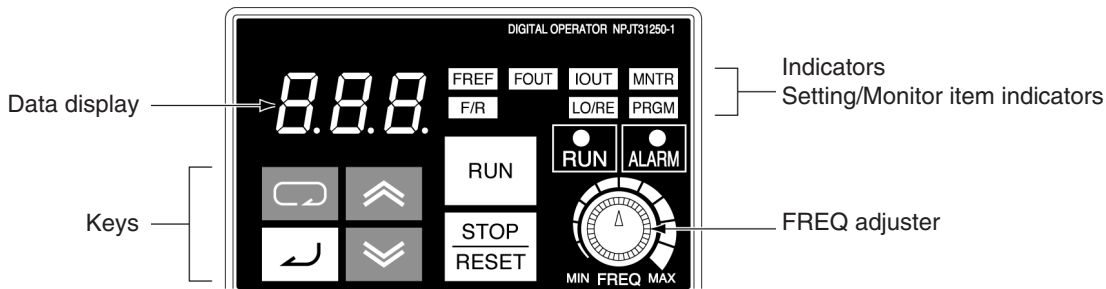 DIGITAL OPERATOR NPJT31250-1
8.8.8.
FREF FOUT IOUT MNTR
F/R LO/RE PRGM
Indicators
Setting/Monitor item indicators
Data display
RUN ALARM
RUN
Keys
STOP
RESET
FREQ adjuster
MIN FREQ MAX